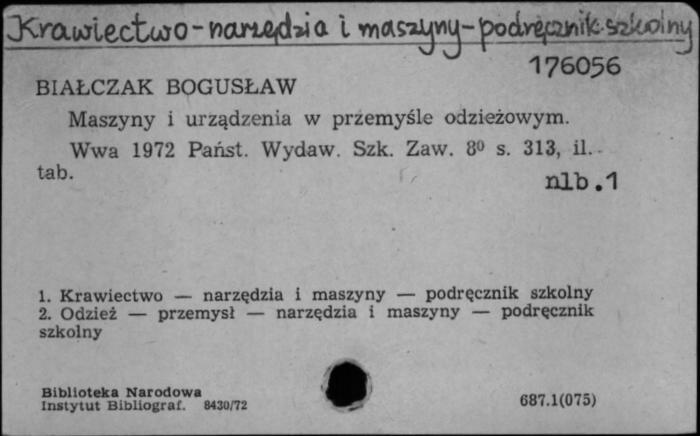 Krawiectwo-narzędzia i maszyny-podręcznik szkolny
176056
BIAŁCZAK BOGUSŁAW
Maszyny i urządzenia w przemyśle odzieżowym.
Wwa 1972 Państ. Wydaw. Szk. Zaw. 8⁰ s. 313, il.
tab.
nlb.1
1. Krawiectwo — narzędzia i maszyny — podręcznik szkolny
2. Odzież — przemysł — narzędzia i maszyny — podręcznik
szkolny
Biblioteka Narodowa
Instytut Bibliograf. 8430/72
687.1(075)